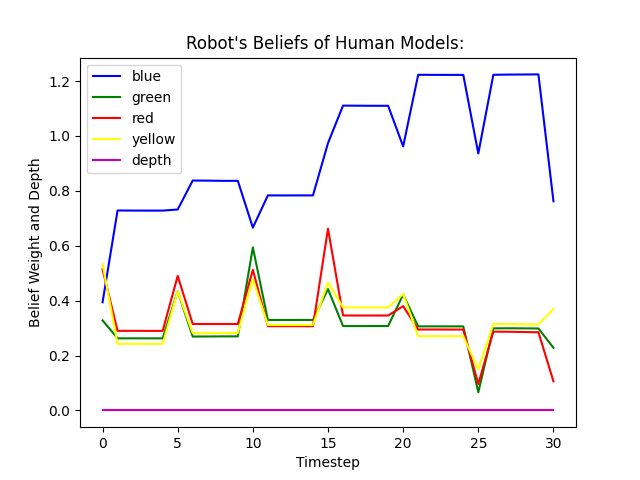 Robot's Beliefs of Human Models:
blue
green
red
yellow
depth
Belief Weight and Depth
1.2
1.0
0.8
0.6
0.4
0.2
0.0
0 5 10 15 20 25 30
Timestep